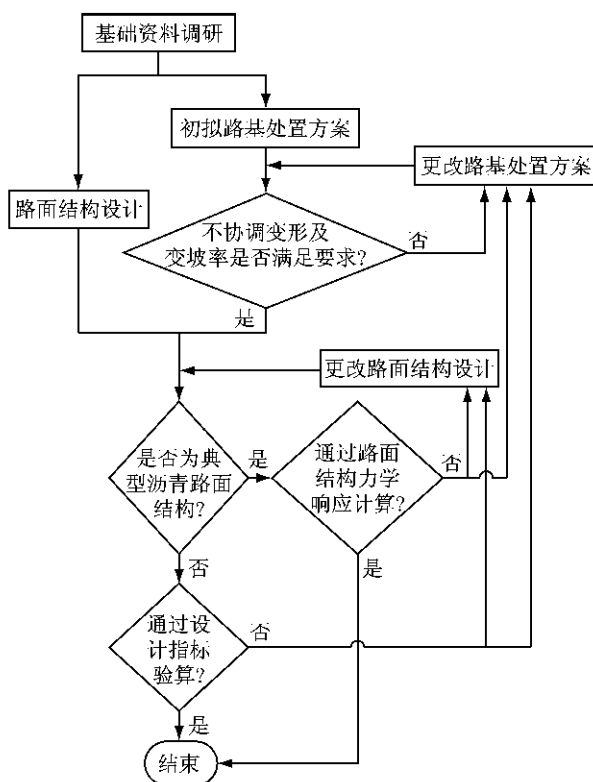 基础资料调研
初拟路基处置方案
更改路基处置方案
路面结构设计
不协调变形及
变坡率是否满足要求?
否
是
更改路面结构设计
是否为典
型沥青路面
结构?
是
通过路面
结构力学
响应计算?
否
否
是
通过设
计指标
验算?
否
是
结束